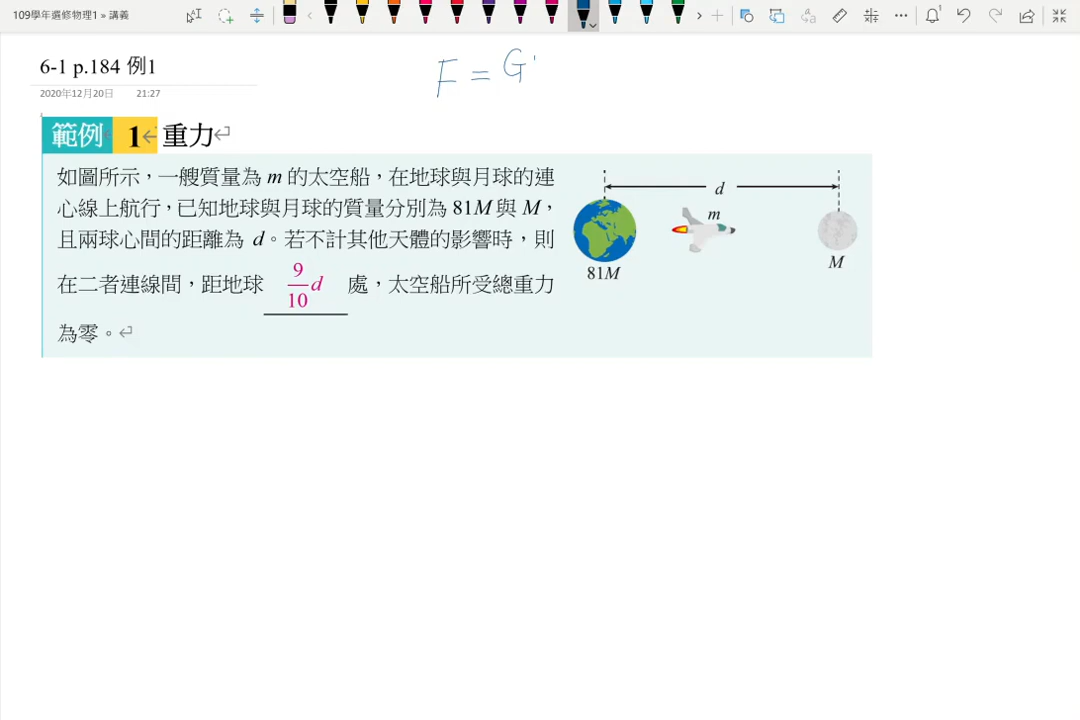 109學年選修物理1 » 講義
6-1 p.184 例1
2020年12月20日 21:27
F = G
範例 1 重力
如圖所示，一艘質量為 m 的太空船，在地球與月球的連
心線上航行，已知地球與月球的質量分別為 81M 與 M，
且兩球心間的距離為 d。若不計其他天體的影響時，則
在二者連線間，距地球 9/10 d 處，太空船所受總重力
為零。
d
m
81M
M